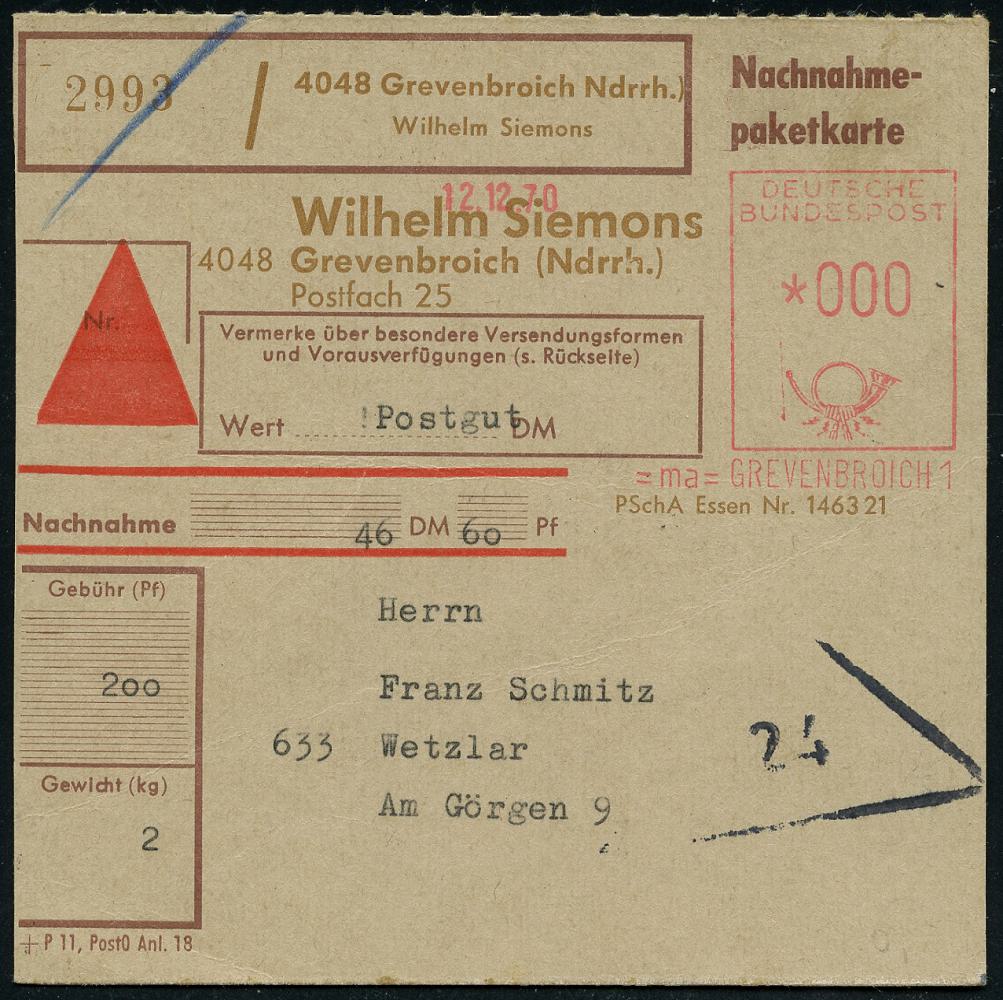 2993
4048 Grevenbroich Ndrrh.)
Wilhelm Siemons
Nachnahme-
paketkarte
12.12.70
Wilhelm Siemons
4048 Grevenbroich (Ndrrh.)
Postfach 25
DEUTSCHE
BUNDESPOST
*000
Nr.
Vermerke über besondere Versendungsformen
und Vorausverfügungen (s. Rückseite)
Wert !Postgut DM
=ma= GREVENBROICH 1
PSchA Essen Nr. 146321
Nachnahme 46 DM 60 Pf
Gebühr (Pf)
200
Gewicht (kg)
2
Herrn
Franz Schmitz
633 Wetzlar
Am Görgen 9
24
+ P 11, PostO Anl. 18